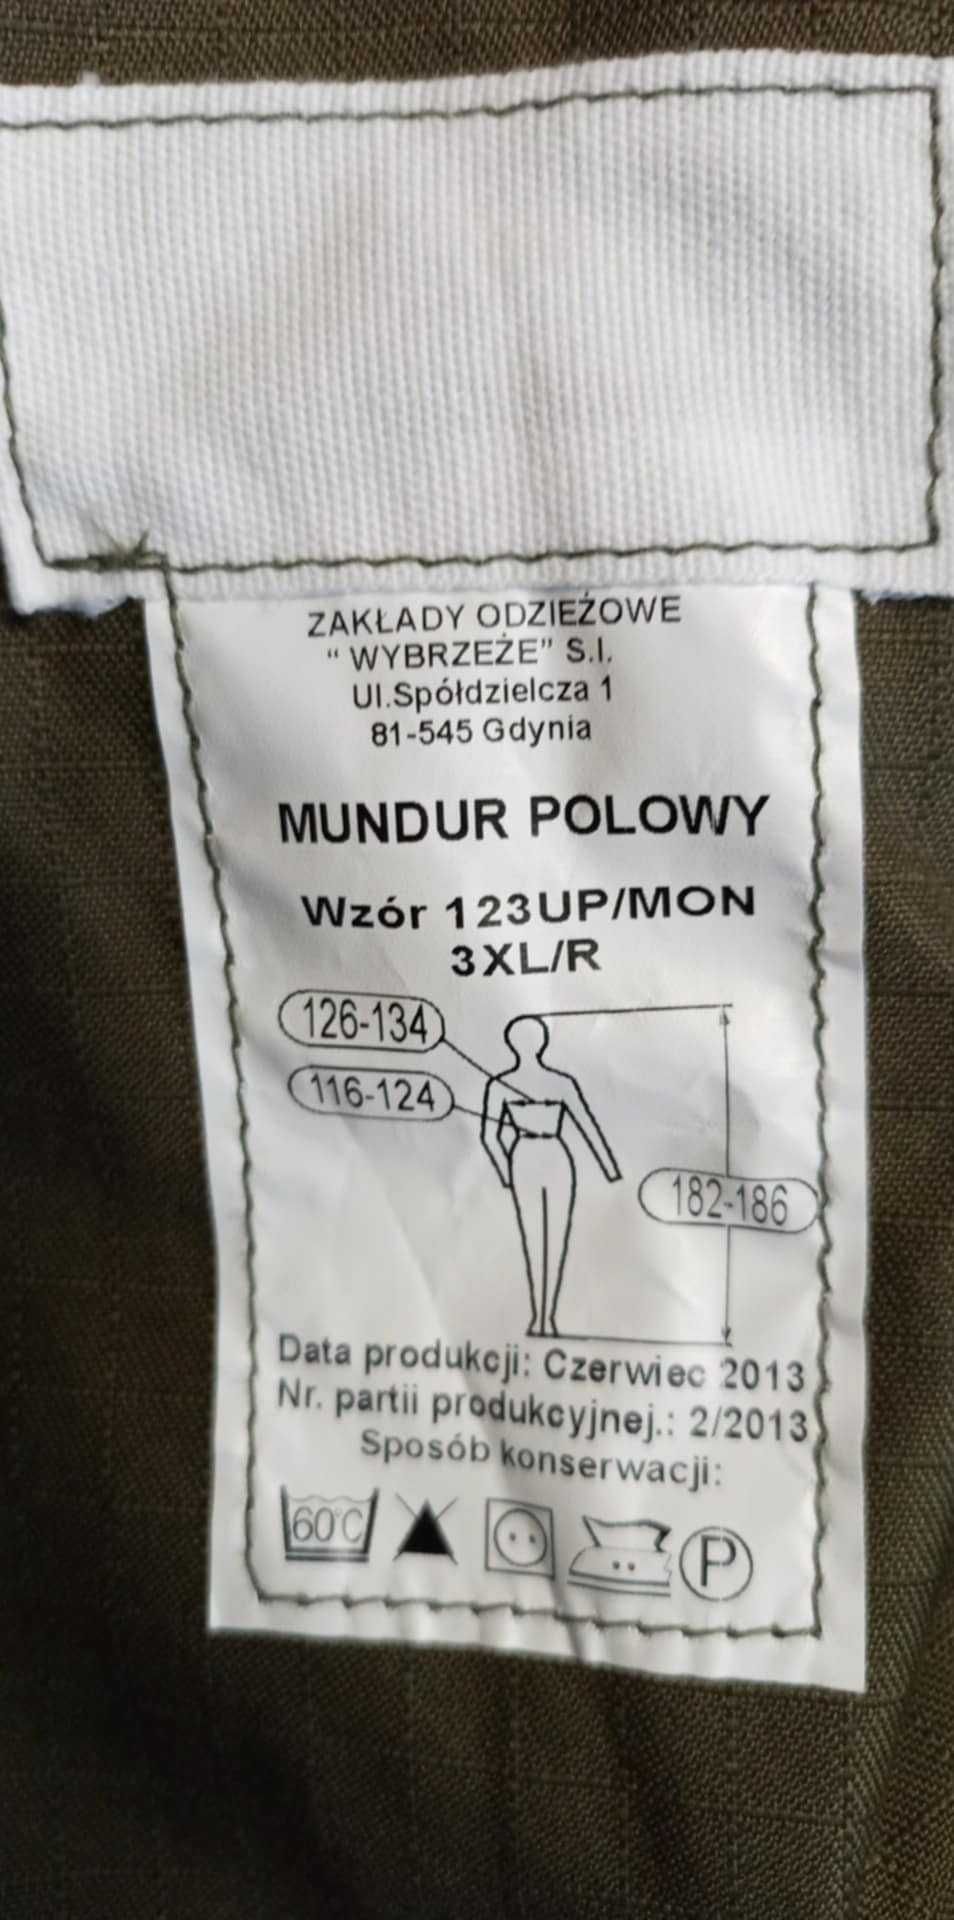 ZAKŁADY ODZIEŻOWE
“ WYBRZEŻE” S.I.
Ul.Spółdzielcza 1
81-545 Gdynia
MUNDUR POLOWY
Wzór 123UP/MON
3XL/R
126-134
116-124
182-186
Data produkcji: Czerwiec 2013
Nr. partii produkcyjnej.: 2/2013
Sposób konserwacji:
60°C P